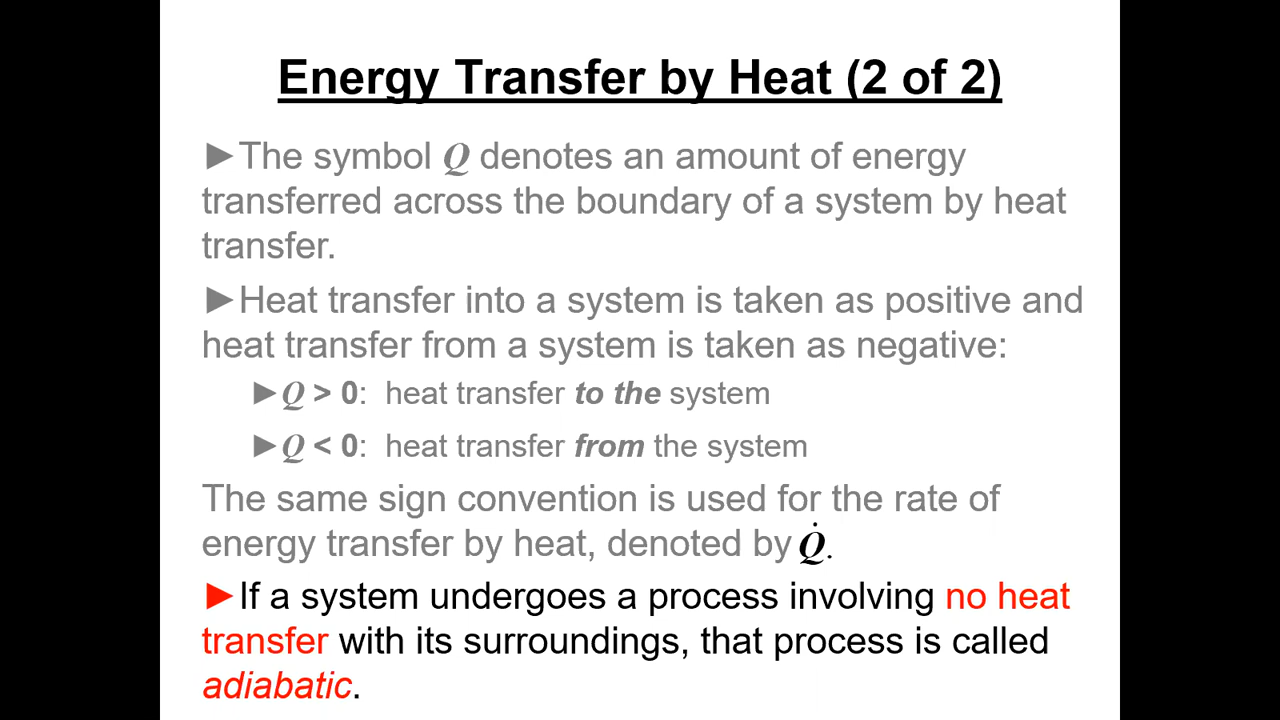 Energy Transfer by Heat (2 of 2)
►The symbol Q denotes an amount of energy
transferred across the boundary of a system by heat
transfer.
►Heat transfer into a system is taken as positive and
heat transfer from a system is taken as negative:
►Q > 0:  heat transfer to the system
►Q < 0:  heat transfer from the system
The same sign convention is used for the rate of
energy transfer by heat, denoted by Q̇.
►If a system undergoes a process involving no heat
transfer with its surroundings, that process is called
adiabatic.